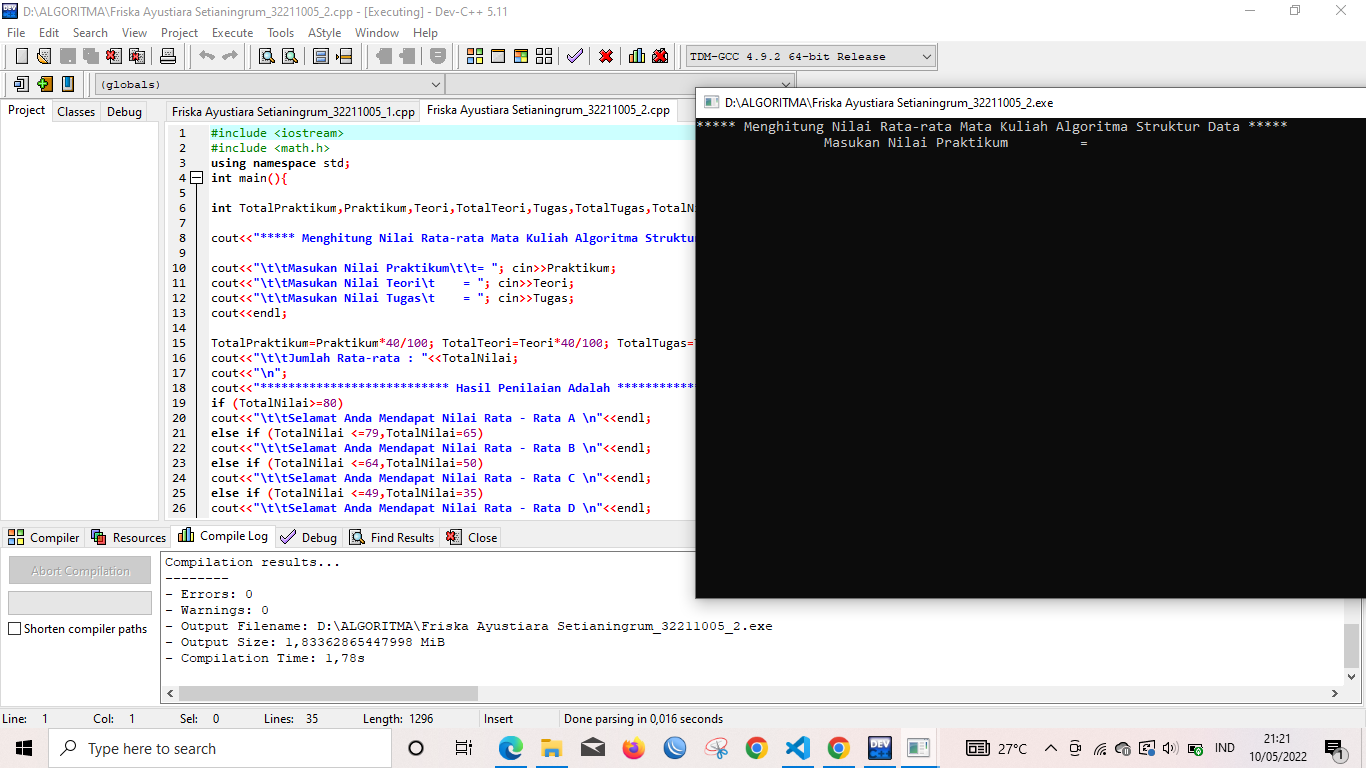 D:\ALGORITMA\Friska Ayustiara Setianingrum_32211005_2.cpp - [Executing] - Dev-C++ 5.11
File Edit Search View Project Execute Tools AStyle Window Help
TDM-GCC 4.9.2 64-bit Release
(globals)
Project Classes Debug
Friska Ayustiara Setianingrum_32211005_1.cpp Friska Ayustiara Setianingrum_32211005_2.cpp
1 #include <iostream>
2 #include <math.h>
3 using namespace std;
4 int main(){
5
6 int TotalPraktikum,Praktikum,Teori,TotalTeori,Tugas,TotalTugas,TotalN
7
8 cout<<"***** Menghitung Nilai Rata-rata Mata Kuliah Algoritma Struktu
9
10 cout<<"\t\tMasukan Nilai Praktikum\t\t= "; cin>>Praktikum;
11 cout<<"\t\tMasukan Nilai Teori\t    = "; cin>>Teori;
12 cout<<"\t\tMasukan Nilai Tugas\t    = "; cin>>Tugas;
13 cout<<endl;
14
15 TotalPraktikum=Praktikum*40/100; TotalTeori=Teori*40/100; TotalTugas=
16 cout<<"\t\tJumlah Rata-rata : "<<TotalNilai;
17 cout<<"\n";
18 cout<<"*************************** Hasil Penilaian Adalah ************
19 if (TotalNilai>=80)
20 cout<<"\t\tSelamat Anda Mendapat Nilai Rata - Rata A \n"<<endl;
21 else if (TotalNilai <=79,TotalNilai=65)
22 cout<<"\t\tSelamat Anda Mendapat Nilai Rata - Rata B \n"<<endl;
23 else if (TotalNilai <=64,TotalNilai=50)
24 cout<<"\t\tSelamat Anda Mendapat Nilai Rata - Rata C \n"<<endl;
25 else if (TotalNilai <=49,TotalNilai=35)
26 cout<<"\t\tSelamat Anda Mendapat Nilai Rata - Rata D \n"<<endl;
D:\ALGORITMA\Friska Ayustiara Setianingrum_32211005_2.exe
***** Menghitung Nilai Rata-rata Mata Kuliah Algoritma Struktur Data *****
Masukan Nilai Praktikum         =
Compiler Resources Compile Log Debug Find Results Close
Abort Compilation
Shorten compiler paths
Compilation results...
--------
- Errors: 0
- Warnings: 0
- Output Filename: D:\ALGORITMA\Friska Ayustiara Setianingrum_32211005_2.exe
- Output Size: 1,83362865447998 MiB
- Compilation Time: 1,78s
Line: 1 Col: 1 Sel: 0 Lines: 35 Length: 1296 Insert Done parsing in 0,016 seconds
Type here to search
DEV
27°C
IND
21:21
10/05/2022
1